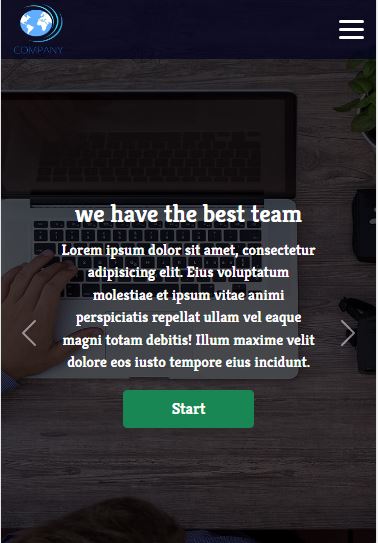 COMPANY
we have the best team
Lorem ipsum dolor sit amet, consectetur
adipisicing elit. Eius voluptatum
molestiae et ipsum vitae animi
perspiciatis repellat ullam vel eaque
magni totam debitis! Illum maxime velit
dolore eos iusto tempore eius incidunt.
Start